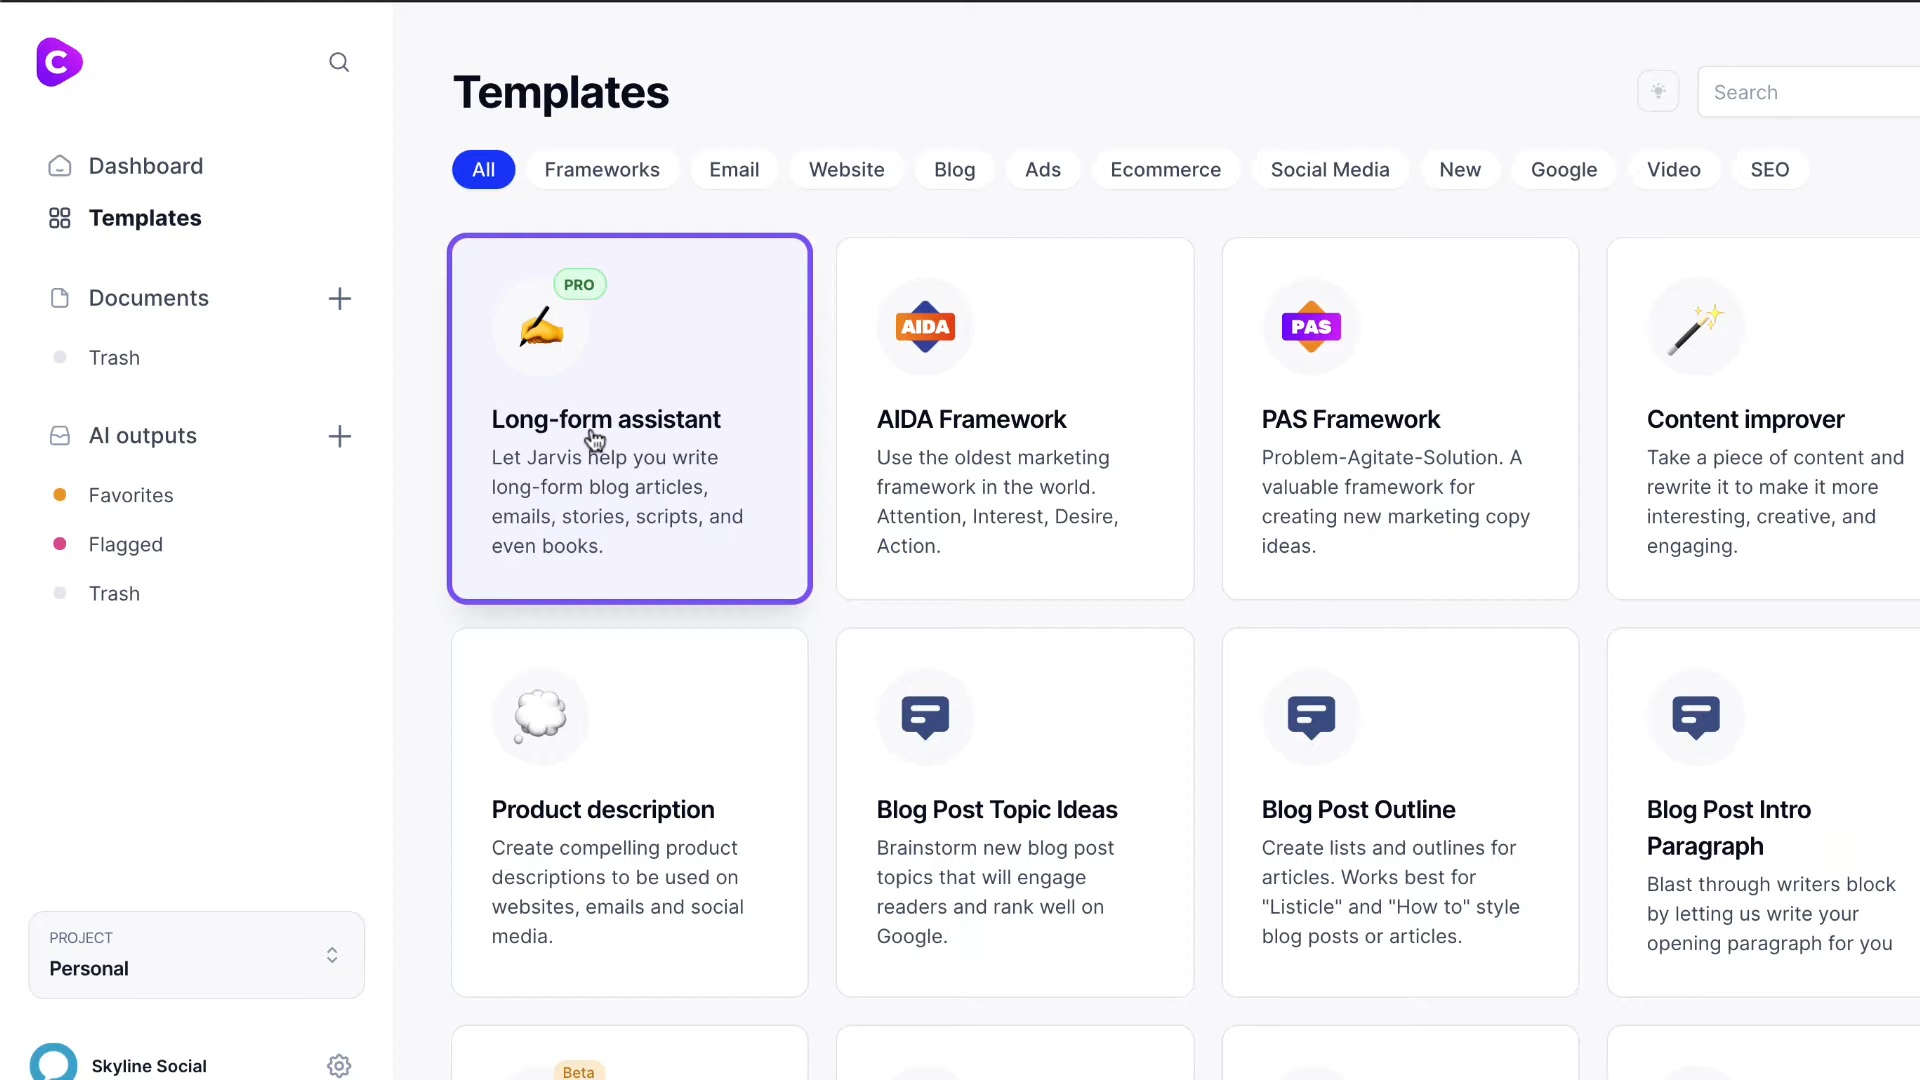 C
Dashboard
Templates
Documents
Trash
AI outputs
Favorites
Flagged
Trash
PROJECT
Personal
Skyline Social
Templates
Search
All
Frameworks
Email
Website
Blog
Ads
Ecommerce
Social Media
New
Google
Video
SEO
PRO
Long-form assistant
Let Jarvis help you write
long-form blog articles,
emails, stories, scripts, and
even books.
AIDA
AIDA Framework
Use the oldest marketing
framework in the world.
Attention, Interest, Desire,
Action.
PAS
PAS Framework
Problem-Agitate-Solution. A
valuable framework for
creating new marketing copy
ideas.
Content improver
Take a piece of content and
rewrite it to make it more
interesting, creative, and
engaging.
Product description
Create compelling product
descriptions to be used on
websites, emails and social
media.
Blog Post Topic Ideas
Brainstorm new blog post
topics that will engage
readers and rank well on
Google.
Blog Post Outline
Create lists and outlines for
articles. Works best for
"Listicle" and "How to" style
blog posts or articles.
Blog Post Intro
Paragraph
Blast through writers block
by letting us write your
opening paragraph for you
Beta